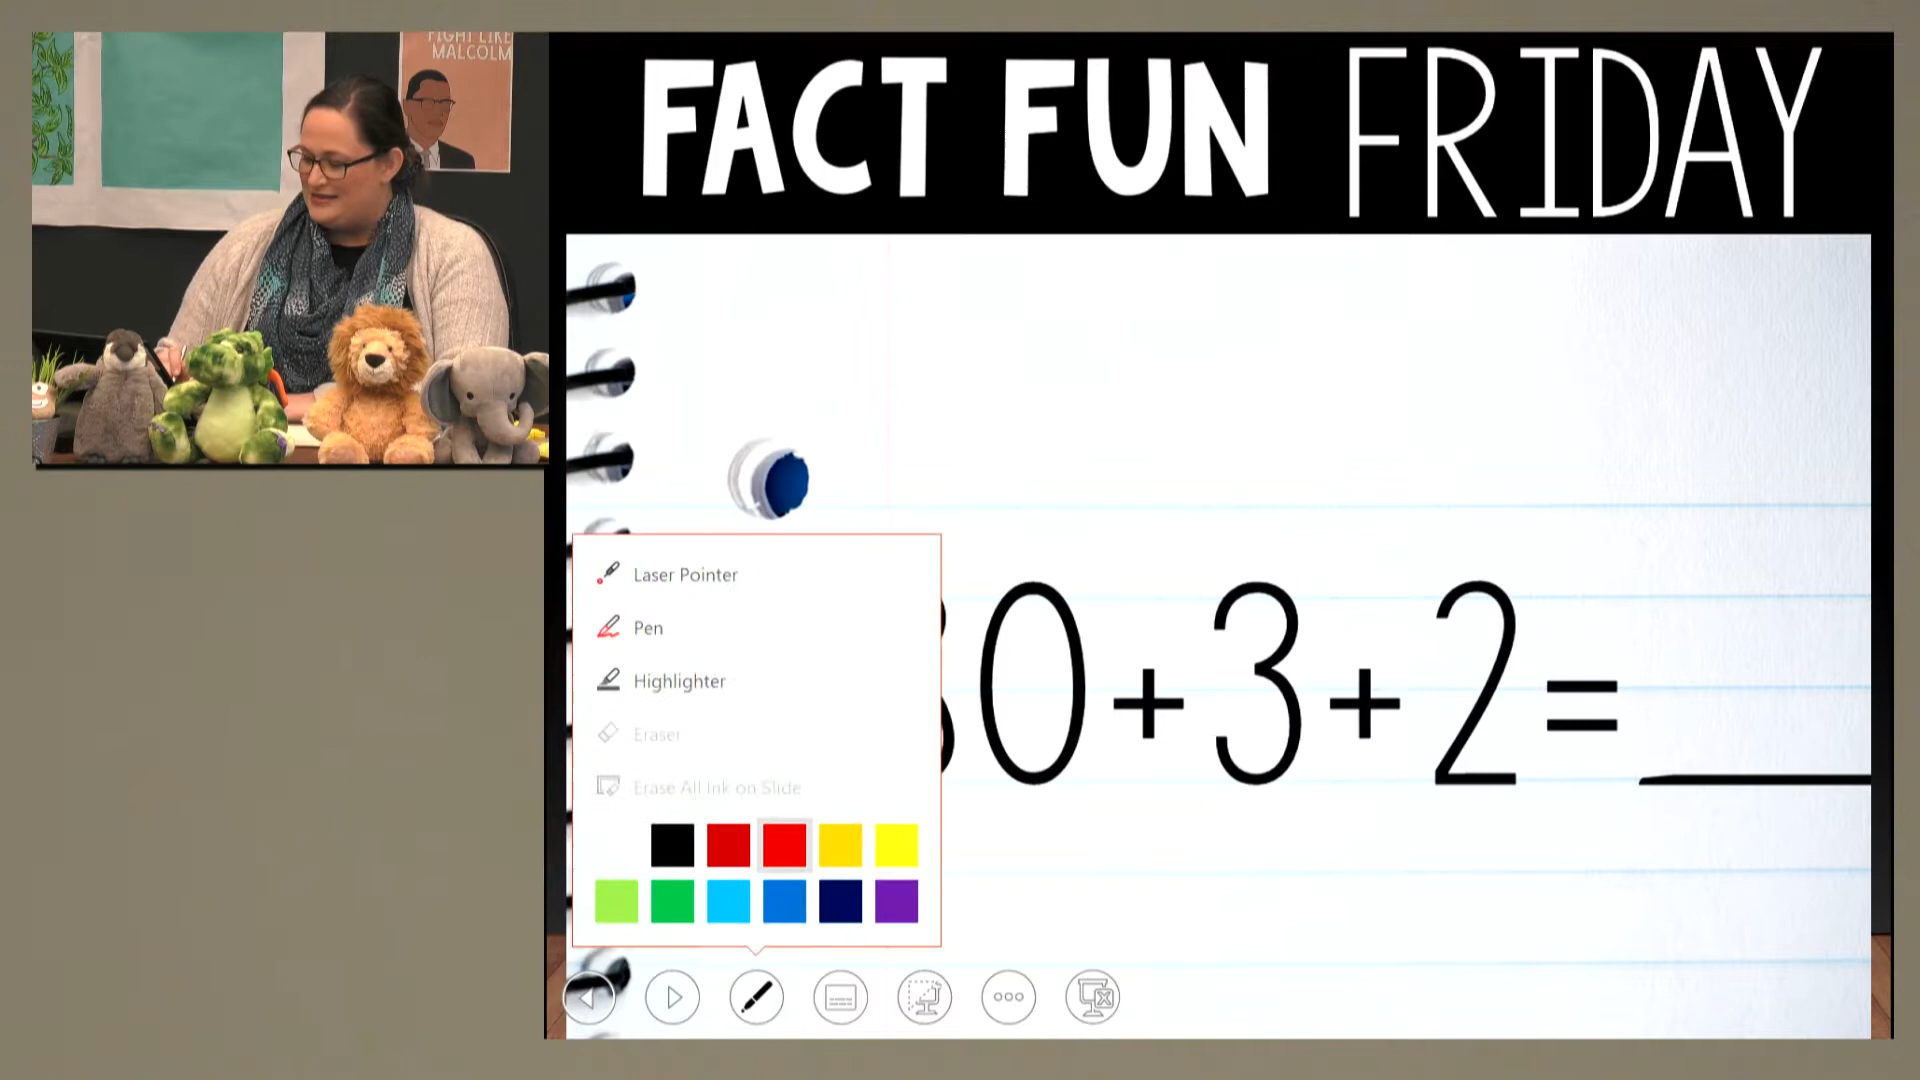 FIGHT LIKE
MALCOLM
FACT FUN FRIDAY
Laser Pointer
Pen
Highlighter
Eraser
Erase All Ink on Slide
0+3+2=